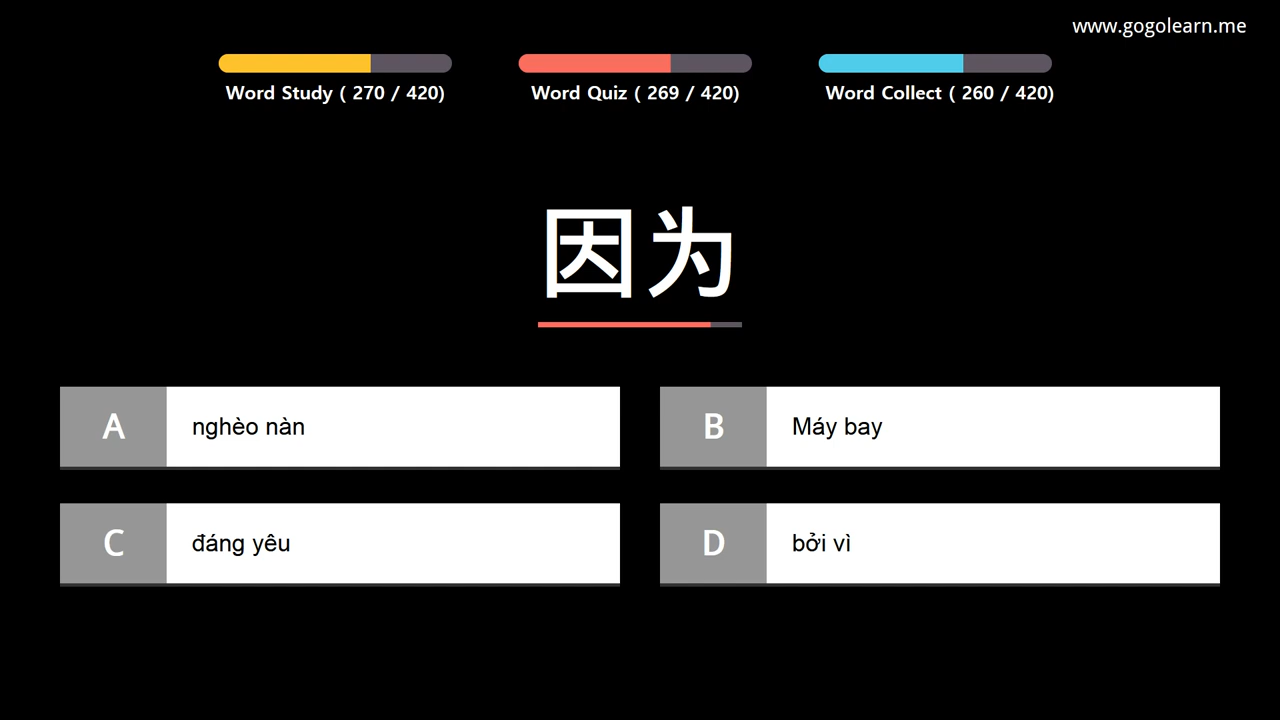 www.gogolearn.me
Word Study ( 270 / 420)
Word Quiz ( 269 / 420)
Word Collect ( 260 / 420)
因为
A
nghèo nàn
B
Máy bay
C
đáng yêu
D
bởi vì